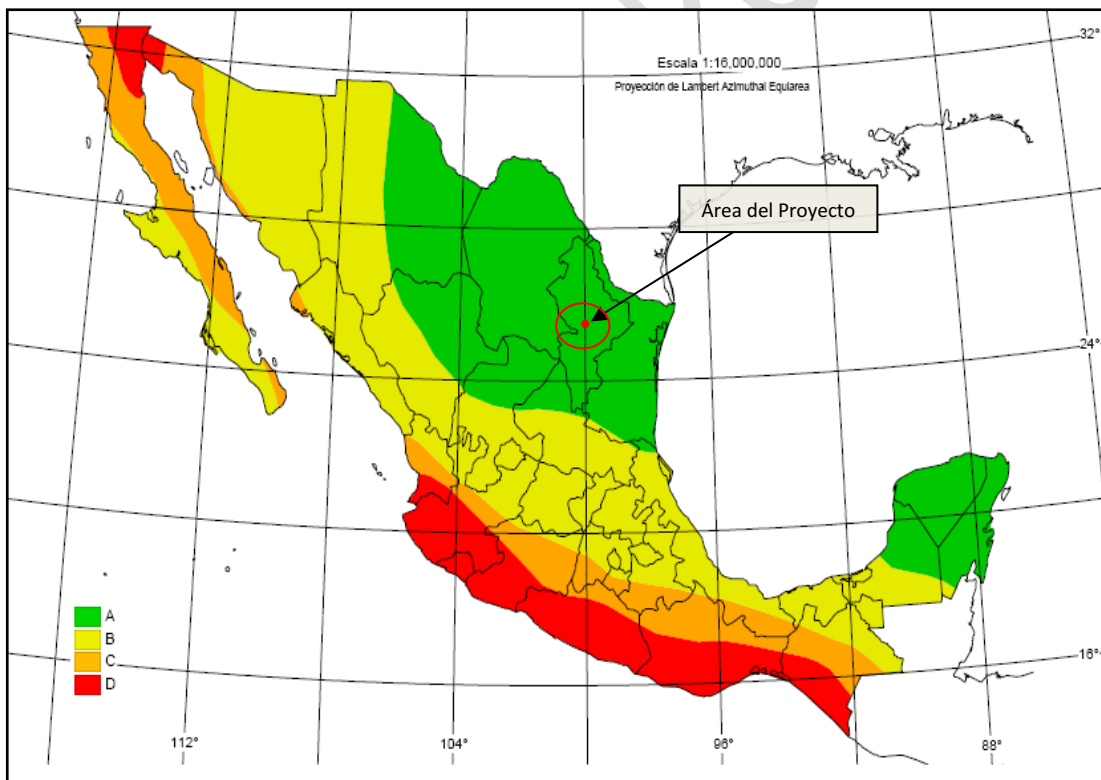 32°
Escala 1:16,000,000
Proyección de Lambert Azimuthal Equiarea
Área del Proyecto
24°
A
B
C
D
16°
112°
104°
96°
88°